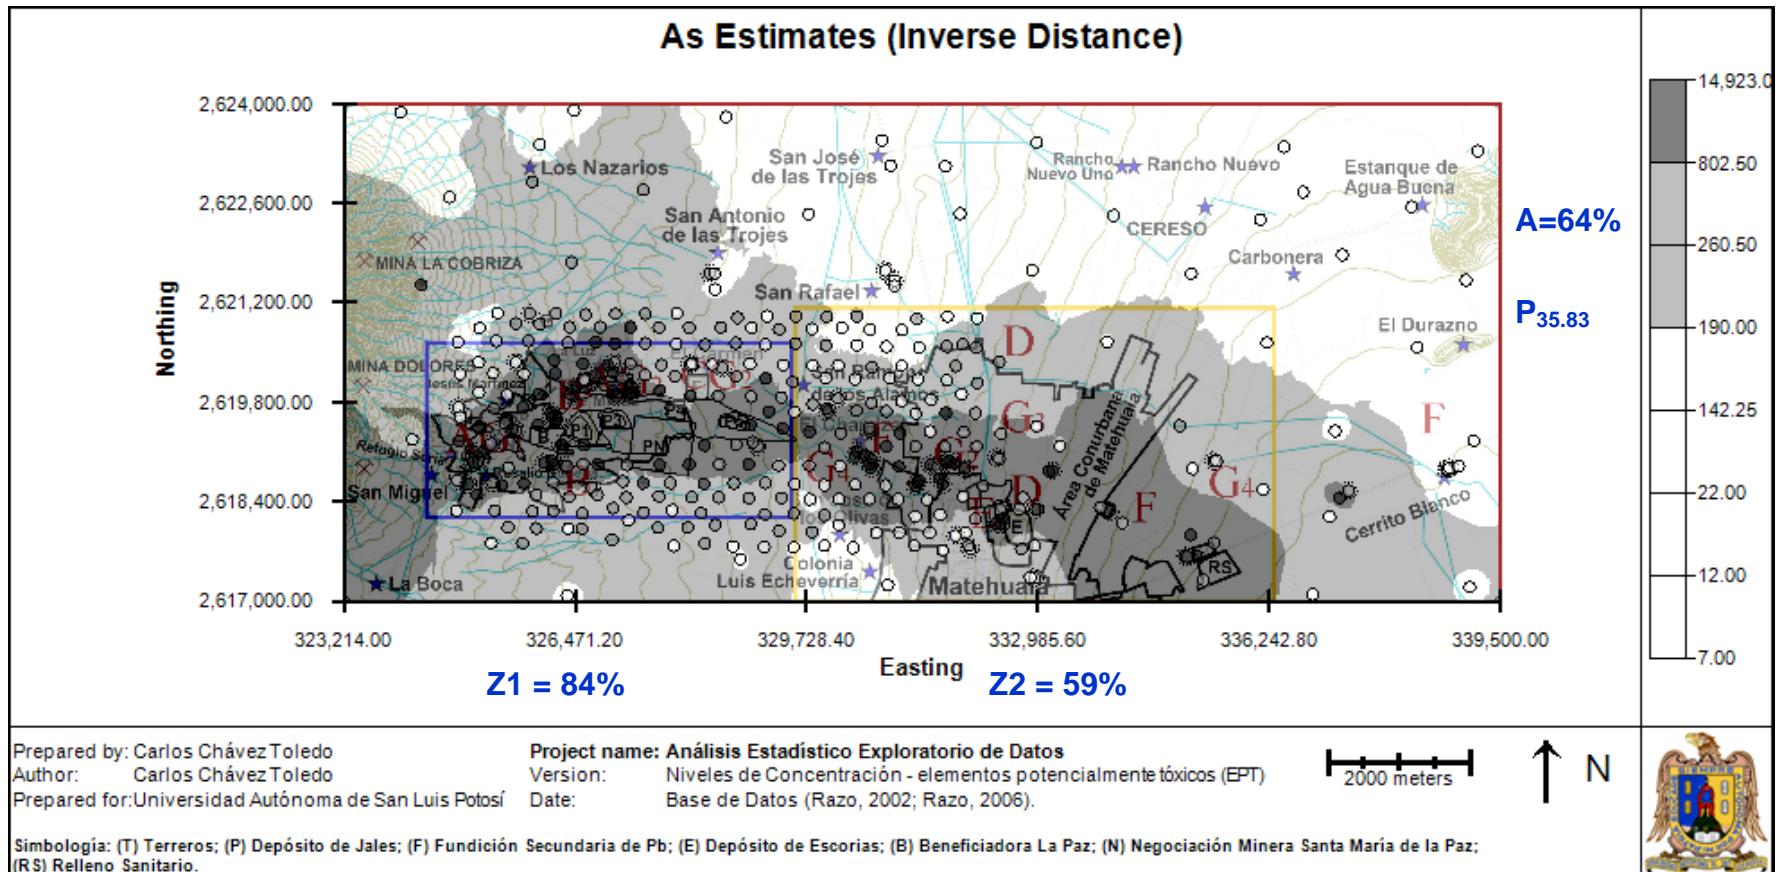 As Estimates (Inverse Distance)
14,923.0
802.50
260.50
190.00
142.25
22.00
12.00
7.00
2,624,000.00
2,622,600.00
2,621,200.00
2,619,800.00
2,618,400.00
2,617,000.00
Northing
Los Nazarios
San José
de las Trojes
Rancho
Nuevo Uno
Rancho Nuevo
Estanque de
Agua Buena
San Antonio
de las Trojes
CERESO
A=64%
MINA LA COBRIZA
Carbonera
San Rafael
P35.83
El Durazno
D
MINA DOLORES
San Ramón
de los Alamos
G3
F
Area Conurbana
de Matehuala
B
P1
PN
F
G4
D
F
G4
San Miguel
B
E
E
Cerrito Blanco
Colonia
Luis Echeverría
RS
La Boca
Matehuala
323,214.00
326,471.20
329,728.40
332,985.60
336,242.80
339,500.00
Easting
Z1 = 84%
Z2 = 59%
Prepared by: Carlos Chávez Toledo
Author: Carlos Chávez Toledo
Prepared for: Universidad Autónoma de San Luis Potosí
Project name: Análisis Estadístico Exploratorio de Datos
Version: Niveles de Concentración - elementos potencialmente tóxicos (EPT)
Date: Base de Datos (Razo, 2002; Razo, 2006).
2000 meters
N
Simbología: (T) Terreros; (P) Depósito de Jales; (F) Fundición Secundaria de Pb; (E) Depósito de Escorias; (B) Beneficiadora La Paz; (N) Negociación Minera Santa María de la Paz;
(RS) Relleno Sanitario.